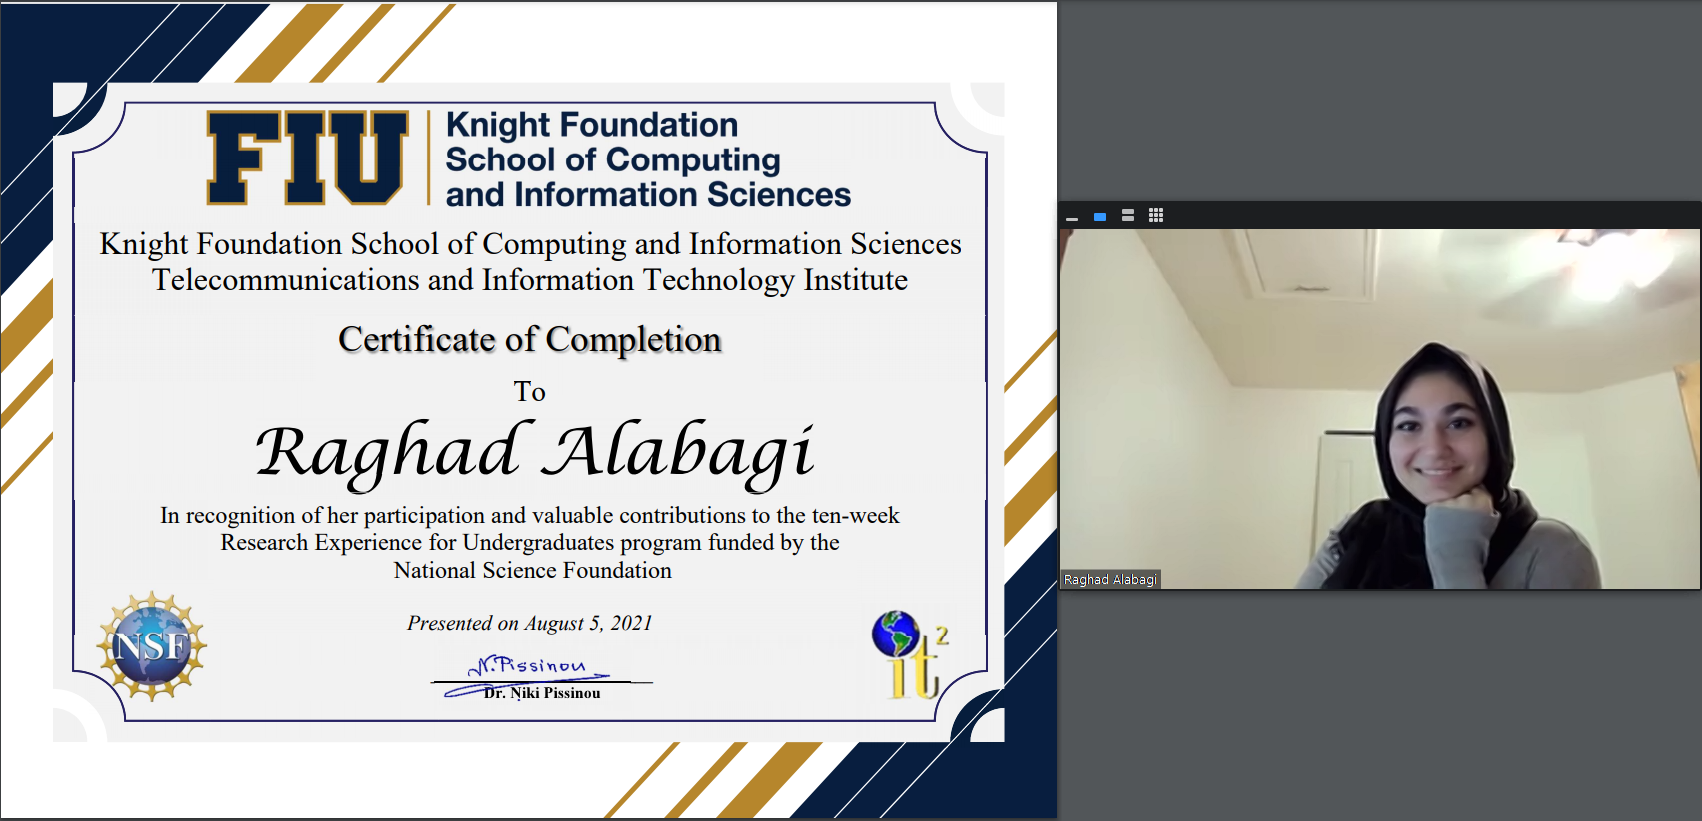 FIU
Knight Foundation
School of Computing
and Information Sciences
Knight Foundation School of Computing and Information Sciences
Telecommunications and Information Technology Institute
Certificate of Completion
To
Raghad Alabagi
In recognition of her participation and valuable contributions to the ten-week
Research Experience for Undergraduates program funded by the
National Science Foundation
Presented on August 5, 2021
NSF
N.Pissinou
Dr. Niki Pissinou
it2
Raghad Alabagi